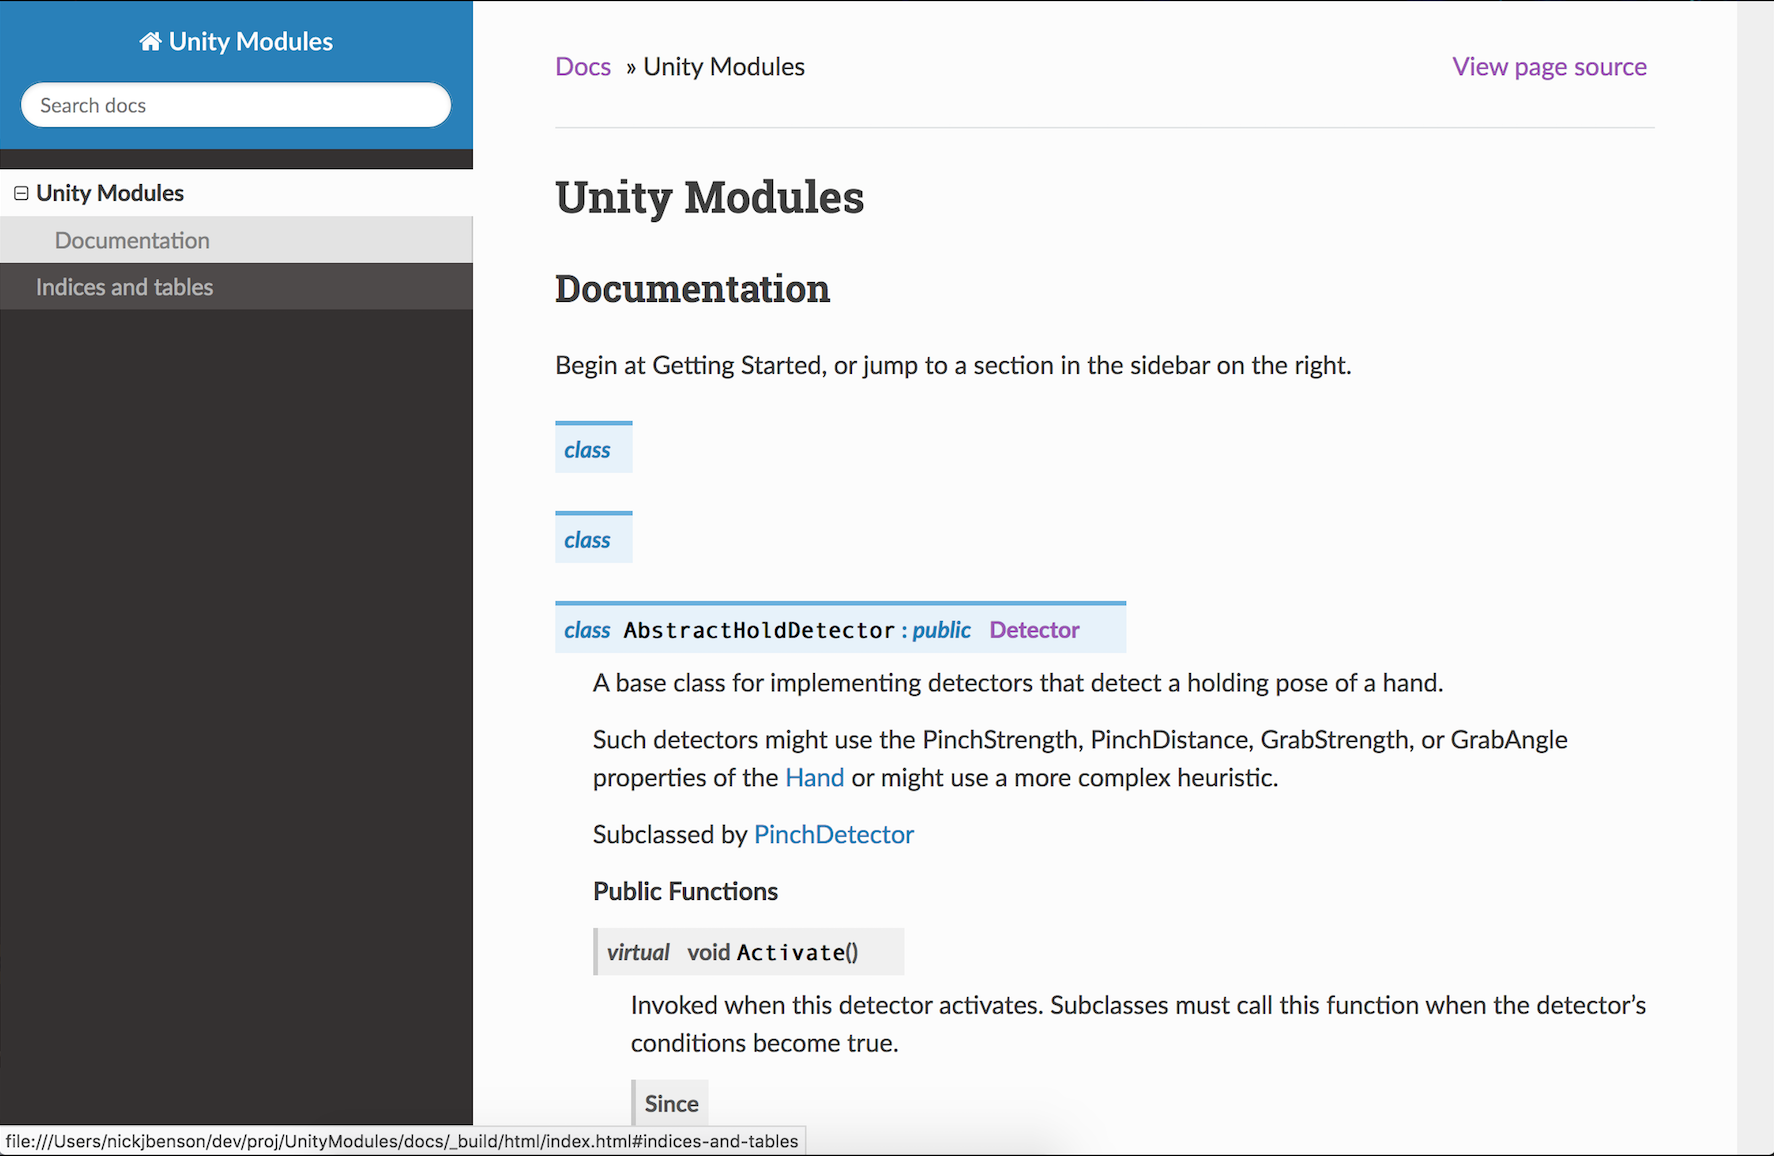 Unity Modules
Search docs
Unity Modules
Documentation
Indices and tables
Docs » Unity Modules
View page source
Unity Modules
Documentation
Begin at Getting Started, or jump to a section in the sidebar on the right.
class
class
class AbstractHoldDetector : public Detector
A base class for implementing detectors that detect a holding pose of a hand.
Such detectors might use the PinchStrength, PinchDistance, GrabStrength, or GrabAngle
properties of the Hand or might use a more complex heuristic.
Subclassed by PinchDetector
Public Functions
virtual void Activate()
Invoked when this detector activates. Subclasses must call this function when the detector’s
conditions become true.
Since
file:///Users/nickjbenson/dev/proj/UnityModules/docs/_build/html/index.html#indices-and-tables